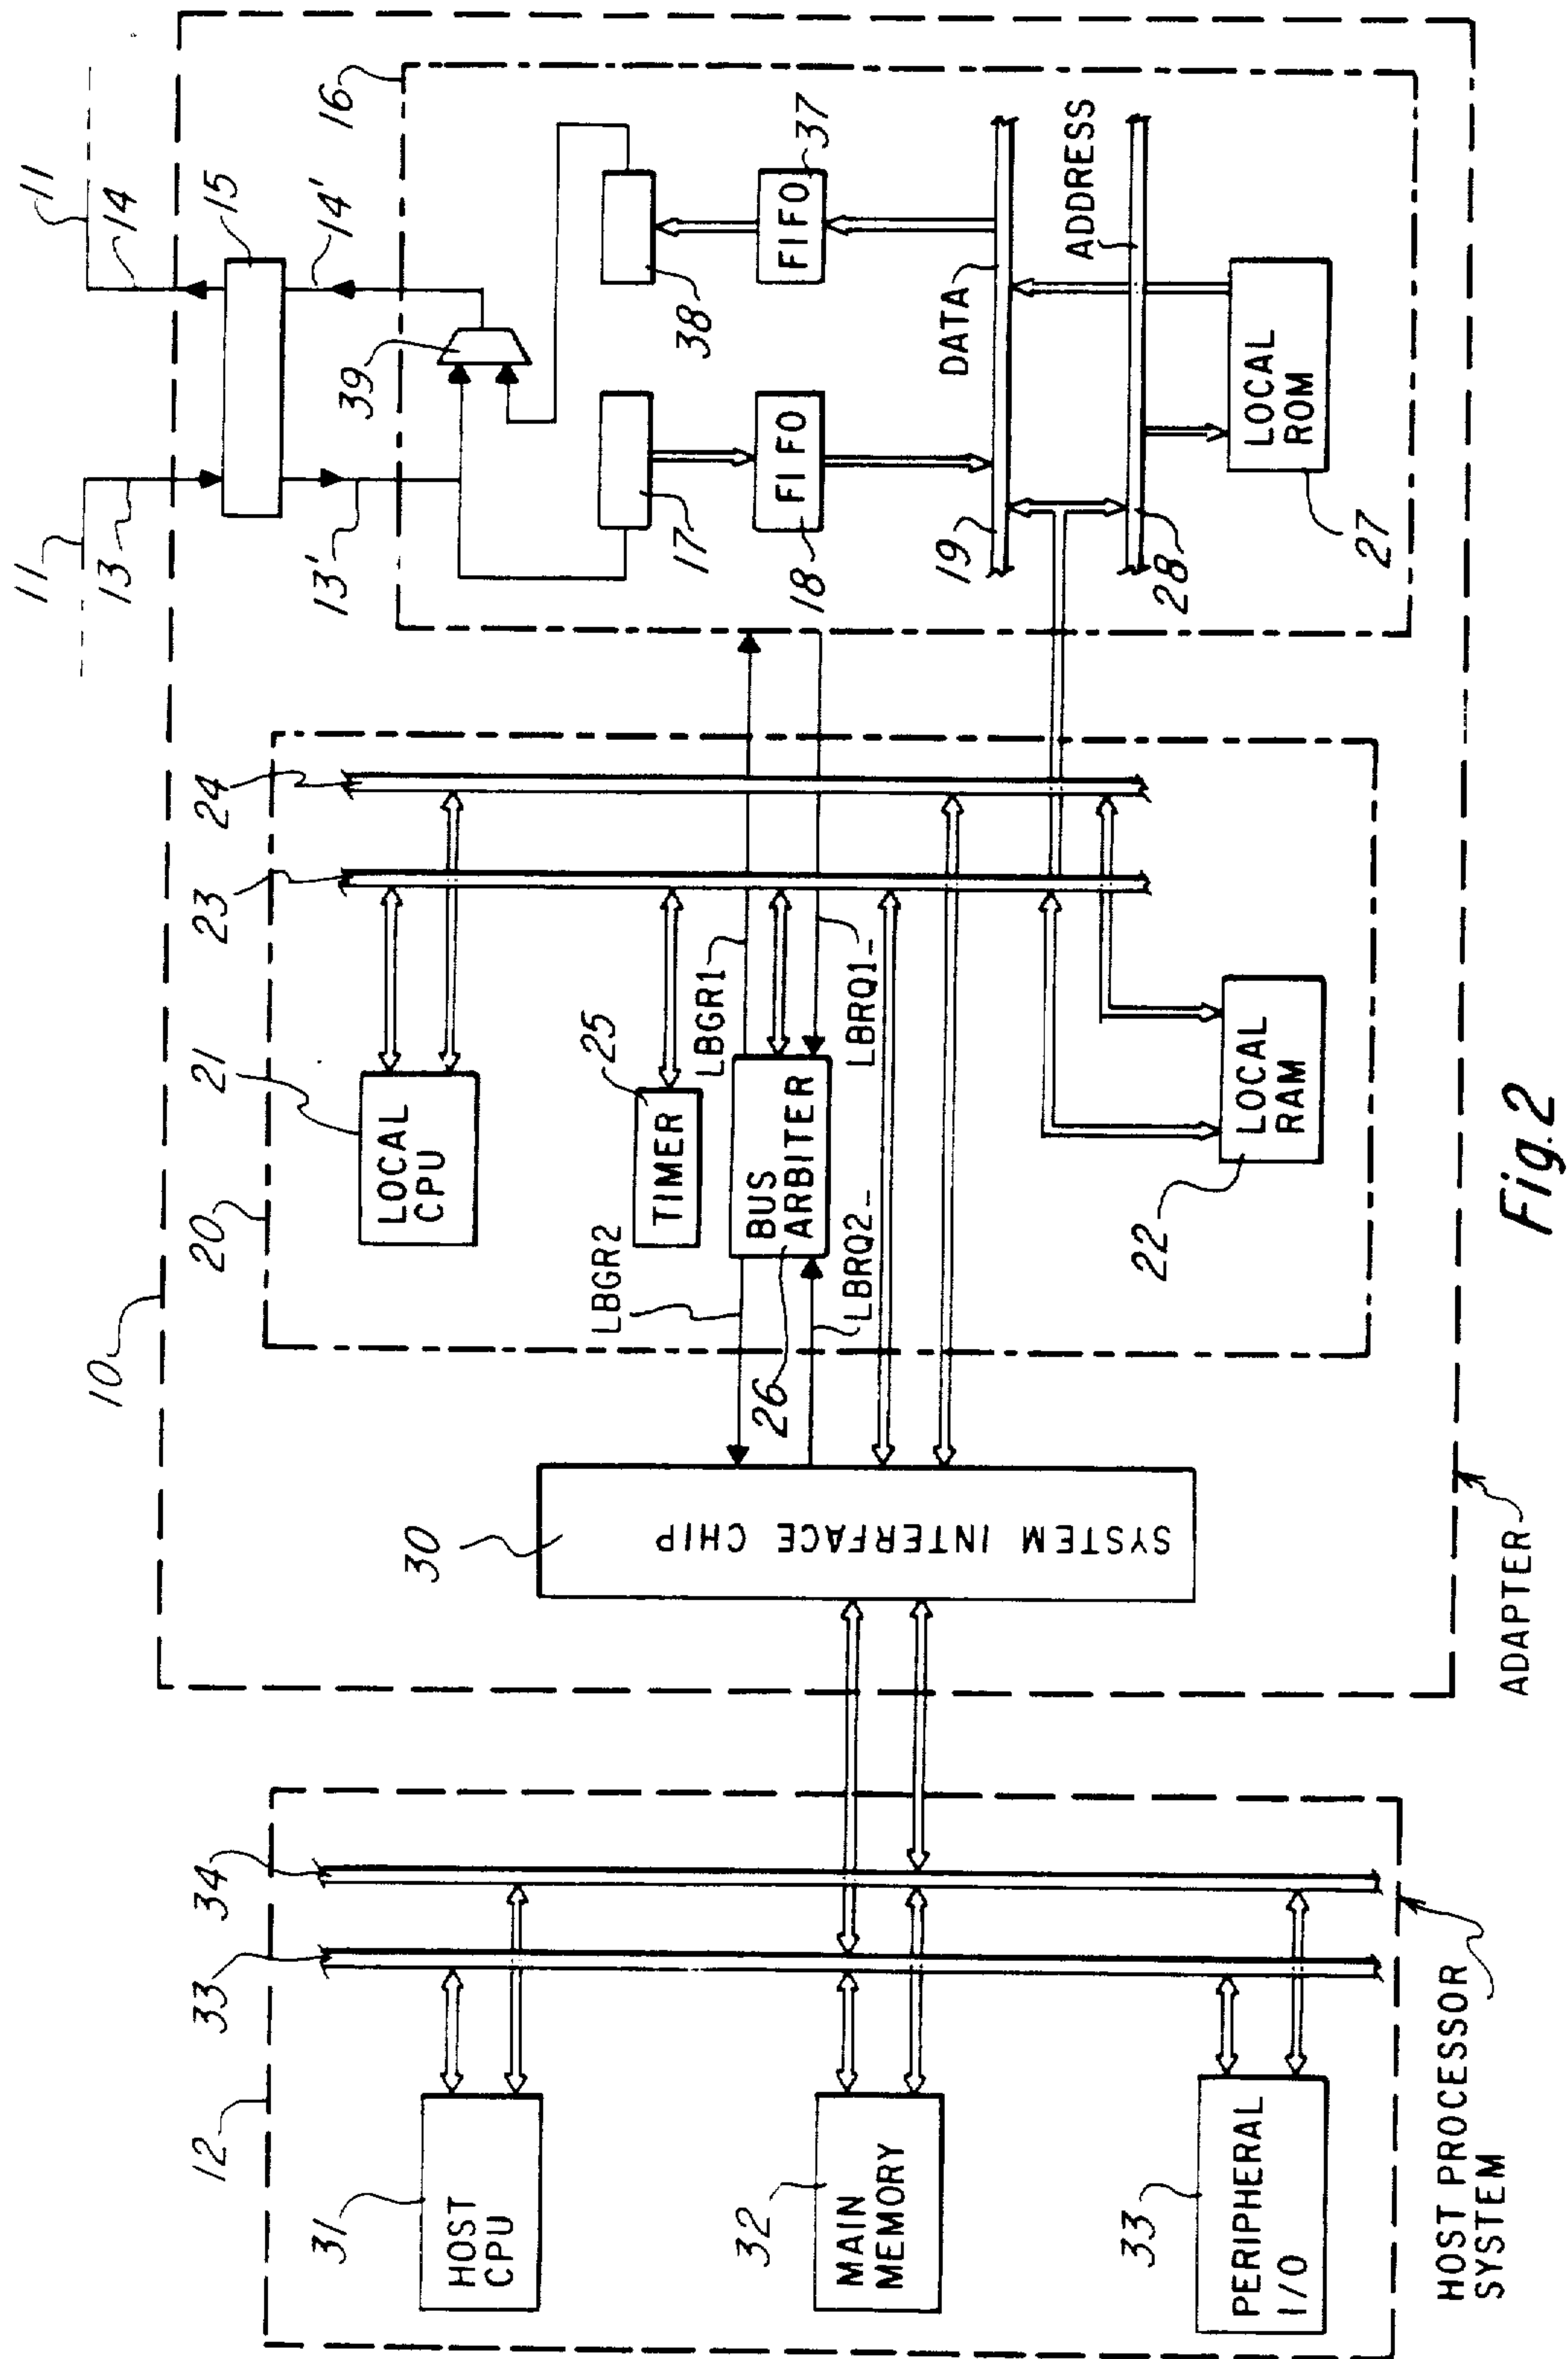 12
33
34
31
HOST
CPU
32
MAIN
MEMORY
33
PERIPHERAL
I/O
HOST PROCESSOR
SYSTEM
10
30
SYSTEM INTERFACE CHIP
ADAPTER
20
21
23
24
LOCAL
CPU
25
TIMER
LBGR2
LBGR1
BUS
ARBITER
26
LBRQ2_
LBRQ1_
22
LOCAL
RAM
11
13
11
14
15
13'
14'
16
39
17
38
18
FIFO
FIFO
37
19
DATA
28
ADDRESS
LOCAL
ROM
27
Fig.2